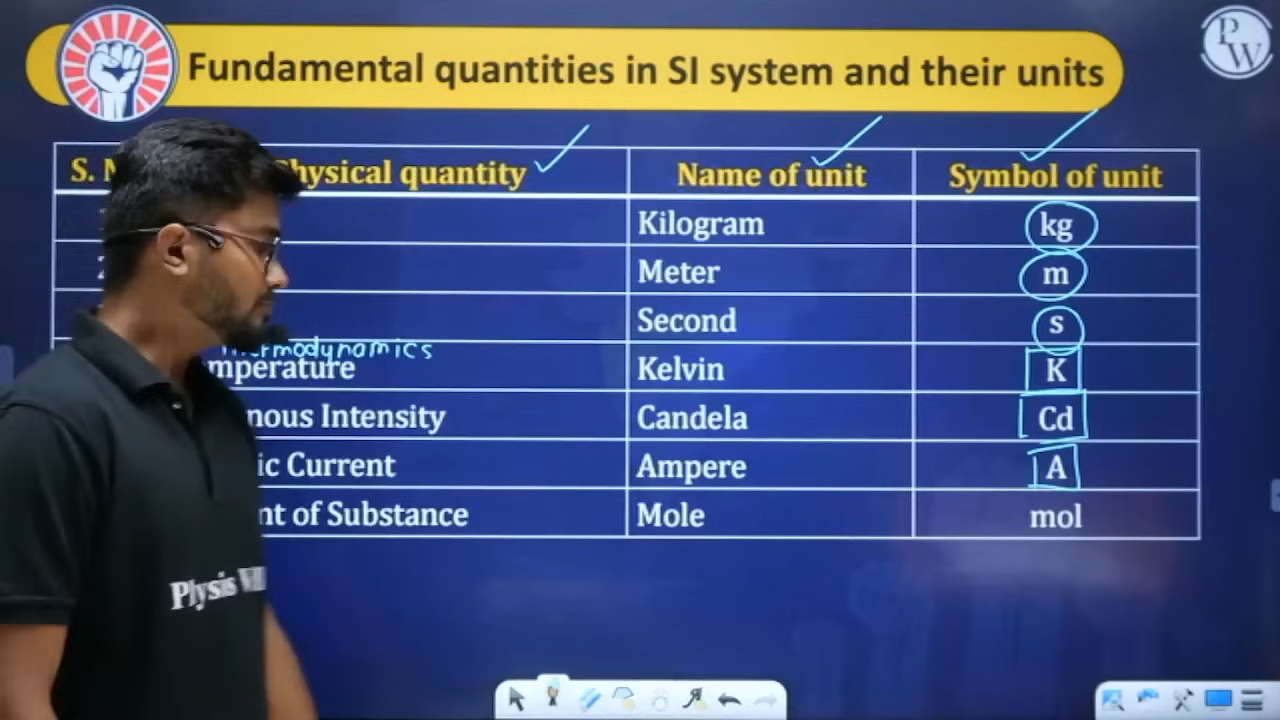 Fundamental quantities in SI system and their units
PW
S. Physical quantity Name of unit Symbol of unit
Kilogram kg
Meter m
Second s
thermodynamics
mperature Kelvin K
nous Intensity Candela Cd
ic Current Ampere A
nt of Substance Mole mol
Physis